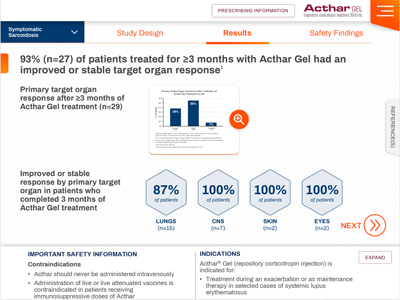 PRESCRIBING INFORMATION
Acthar GEL
(repository corticotropin injection)
Symptomatic
Sarcoidosis
Study Design
Results
Safety Findings
93% (n=27) of patients treated for ≥3 months with Acthar Gel had an
improved or stable target organ response¹
Primary target organ
response after ≥3 months of
Acthar Gel treatment (n=29)
REFERENCE(S)
Improved or stable
response by primary target
organ in patients who
completed 3 months of
Acthar Gel treatment
87%
of patients
LUNGS
(n=15)
100%
of patients
CNS
(n=7)
100%
of patients
SKIN
(n=2)
100%
of patients
EYES
(n=2)
NEXT
IMPORTANT SAFETY INFORMATION
Contraindications
• Acthar should never be administered intravenously
• Administration of live or live attenuated vaccines is
contraindicated in patients receiving
immunosuppressive doses of Acthar
INDICATIONS
Acthar® Gel (repository corticotropin injection) is
indicated for:
• Treatment during an exacerbation or as maintenance
therapy in selected cases of systemic lupus
erythematosus
EXPAND